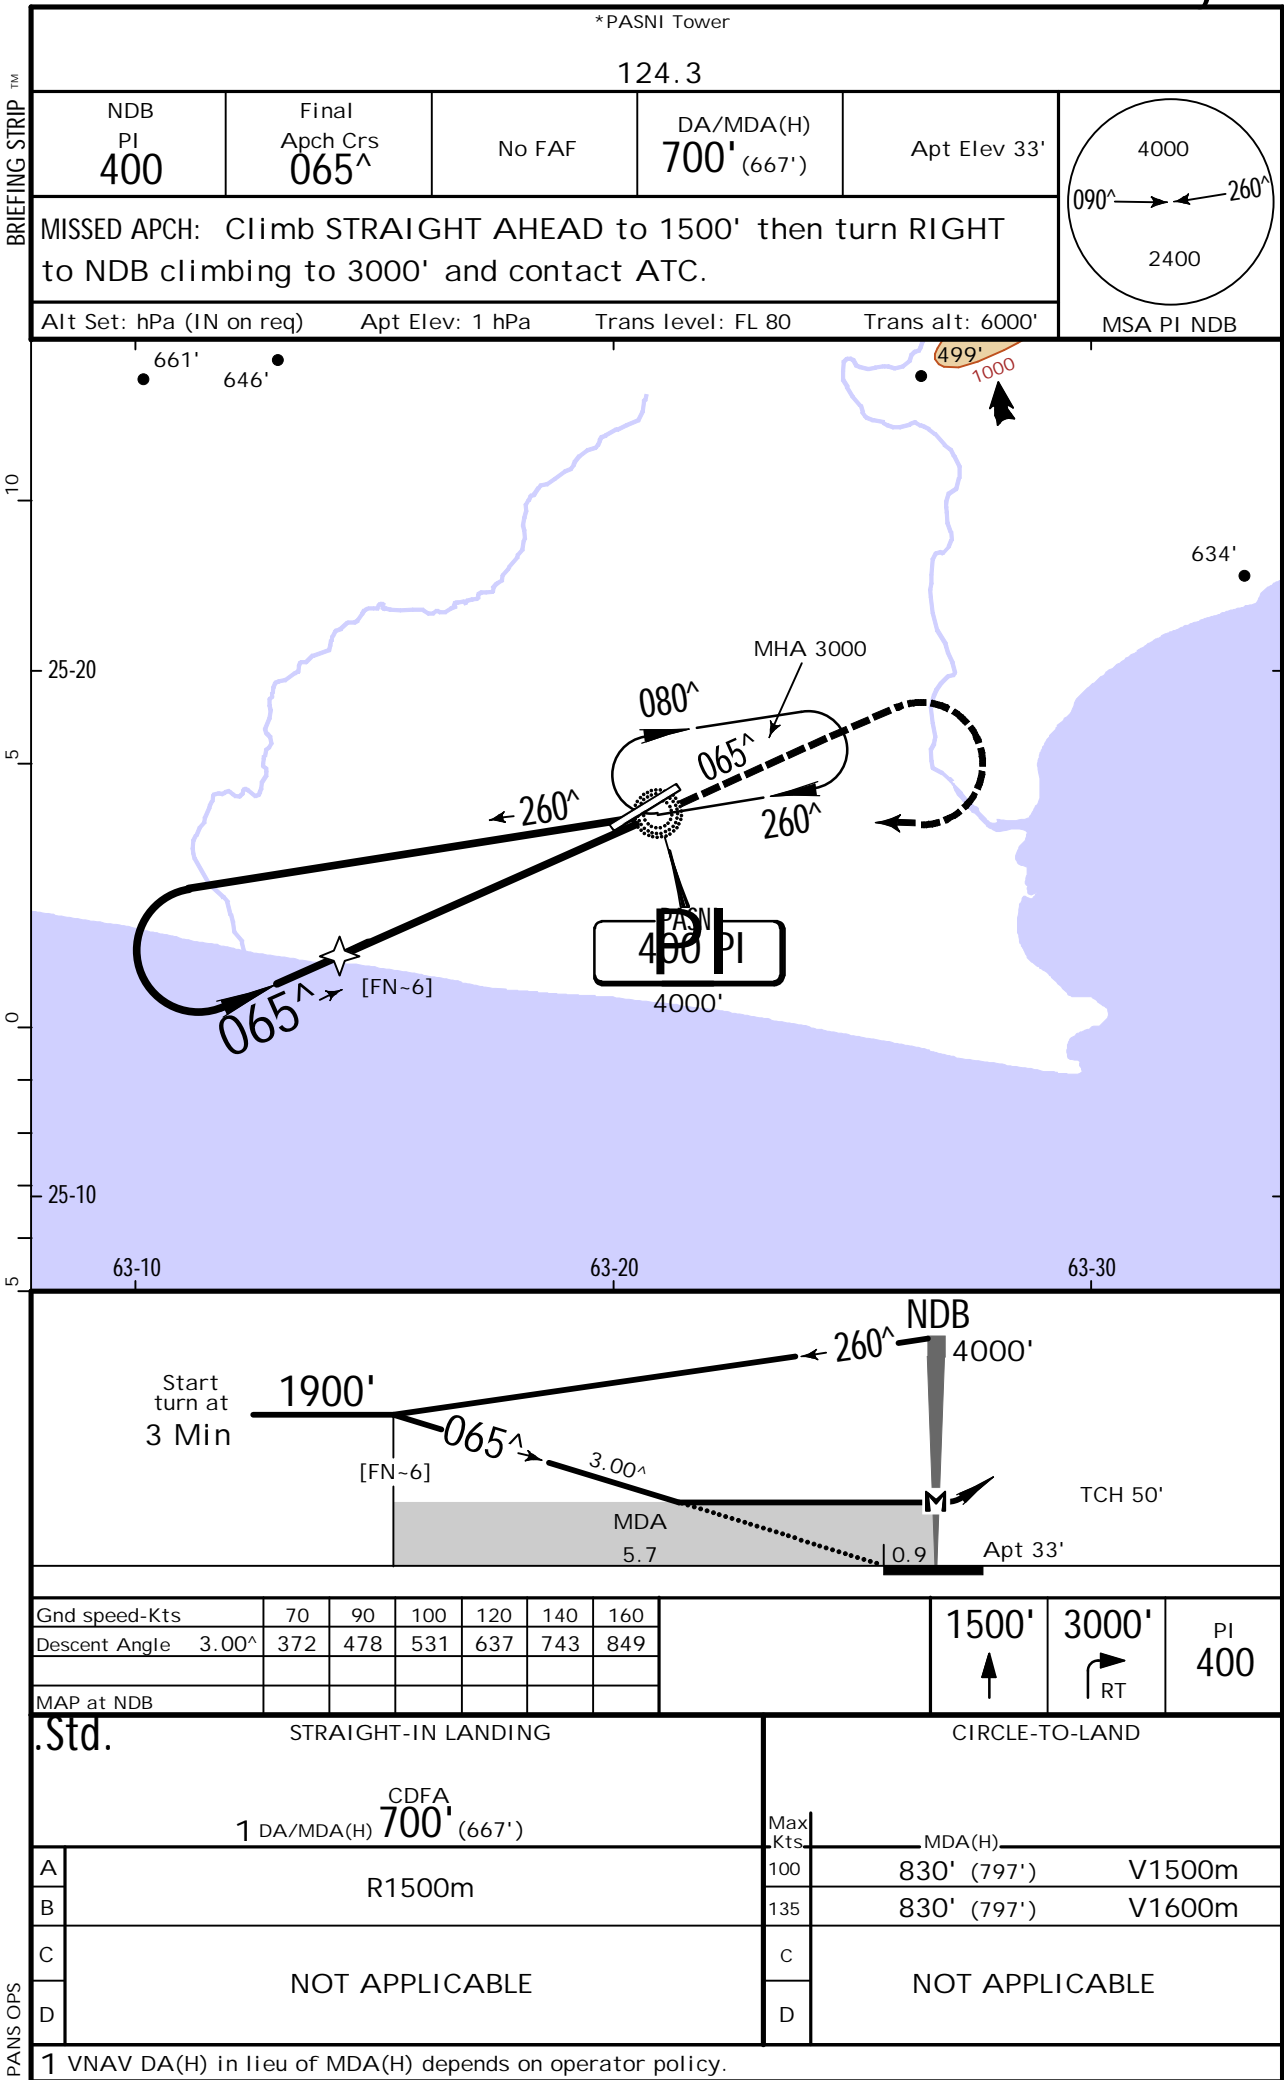 *PASNI Tower
124.3
BRIEFING STRIP TM
NDB
PI
400
Final
Apch Crs
065^
No FAF
DA/MDA(H)
700' (667')
Apt Elev 33'
MISSED APCH: Climb STRAIGHT AHEAD to 1500' then turn RIGHT
to NDB climbing to 3000' and contact ATC.
Alt Set: hPa (IN on req) Apt Elev: 1 hPa Trans level: FL 80 Trans alt: 6000'
4000
090^
260^
2400
MSA PI NDB
661'
646'
499'
1000
10
634'
25-20
MHA 3000
080^
5
065^
260^
260^
PASNI
400 PI
PI
4000'
[FN~6]
065^
0
25-10
63-10 63-20 63-30
5
NDB
260^
4000'
Start
turn at
3 Min
1900'
065^
[FN~6]
3.00^
M
TCH 50'
MDA
5.7
0.9
Apt 33'
Gnd speed-Kts 70 90 100 120 140 160
Descent Angle 3.00^ 372 478 531 637 743 849
MAP at NDB
1500'
3000'
RT
PI
400
.Std.
STRAIGHT-IN LANDING
CIRCLE-TO-LAND
CDFA
1 DA/MDA(H) 700' (667')
Max
Kts
MDA(H)
A
B
R1500m
100 830' (797') V1500m
135 830' (797') V1600m
C
D
NOT APPLICABLE
C
D
NOT APPLICABLE
PANS OPS
1 VNAV DA(H) in lieu of MDA(H) depends on operator policy.